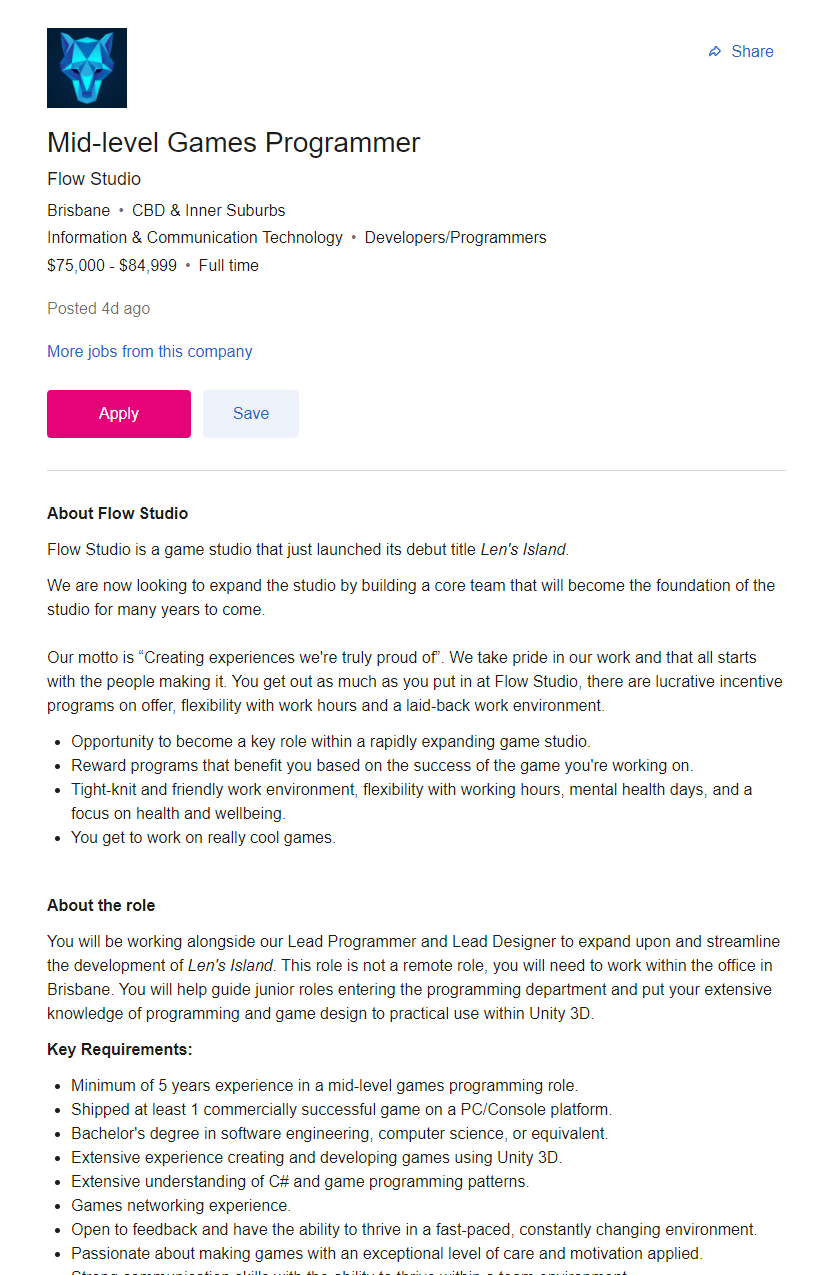 Share
Mid-level Games Programmer
Flow Studio
Brisbane • CBD & Inner Suburbs
Information & Communication Technology • Developers/Programmers
$75,000 - $84,999 • Full time
Posted 4d ago
More jobs from this company
Apply Save
About Flow Studio
Flow Studio is a game studio that just launched its debut title Len's Island.
We are now looking to expand the studio by building a core team that will become the foundation of the
studio for many years to come.
Our motto is “Creating experiences we're truly proud of”. We take pride in our work and that all starts
with the people making it. You get out as much as you put in at Flow Studio, there are lucrative incentive
programs on offer, flexibility with work hours and a laid-back work environment.
• Opportunity to become a key role within a rapidly expanding game studio.
• Reward programs that benefit you based on the success of the game you're working on.
• Tight-knit and friendly work environment, flexibility with working hours, mental health days, and a
focus on health and wellbeing.
• You get to work on really cool games.
About the role
You will be working alongside our Lead Programmer and Lead Designer to expand upon and streamline
the development of Len's Island. This role is not a remote role, you will need to work within the office in
Brisbane. You will help guide junior roles entering the programming department and put your extensive
knowledge of programming and game design to practical use within Unity 3D.
Key Requirements:
• Minimum of 5 years experience in a mid-level games programming role.
• Shipped at least 1 commercially successful game on a PC/Console platform.
• Bachelor's degree in software engineering, computer science, or equivalent.
• Extensive experience creating and developing games using Unity 3D.
• Extensive understanding of C# and game programming patterns.
• Games networking experience.
• Open to feedback and have the ability to thrive in a fast-paced, constantly changing environment.
• Passionate about making games with an exceptional level of care and motivation applied.
• Strong communication skills with the ability to thrive within a team environment.